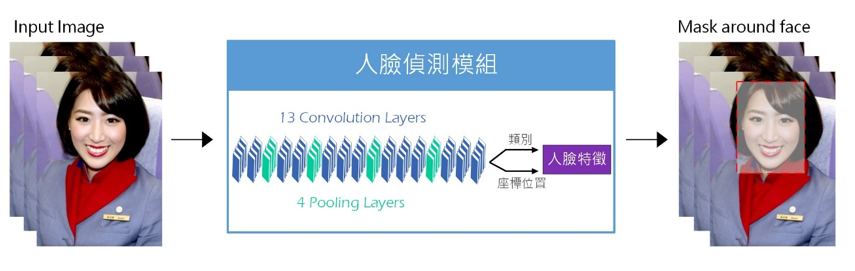 Input Image
Mask around face
人臉偵測模組
13 Convolution Layers
類別
人臉特徵
座標位置
4 Pooling Layers